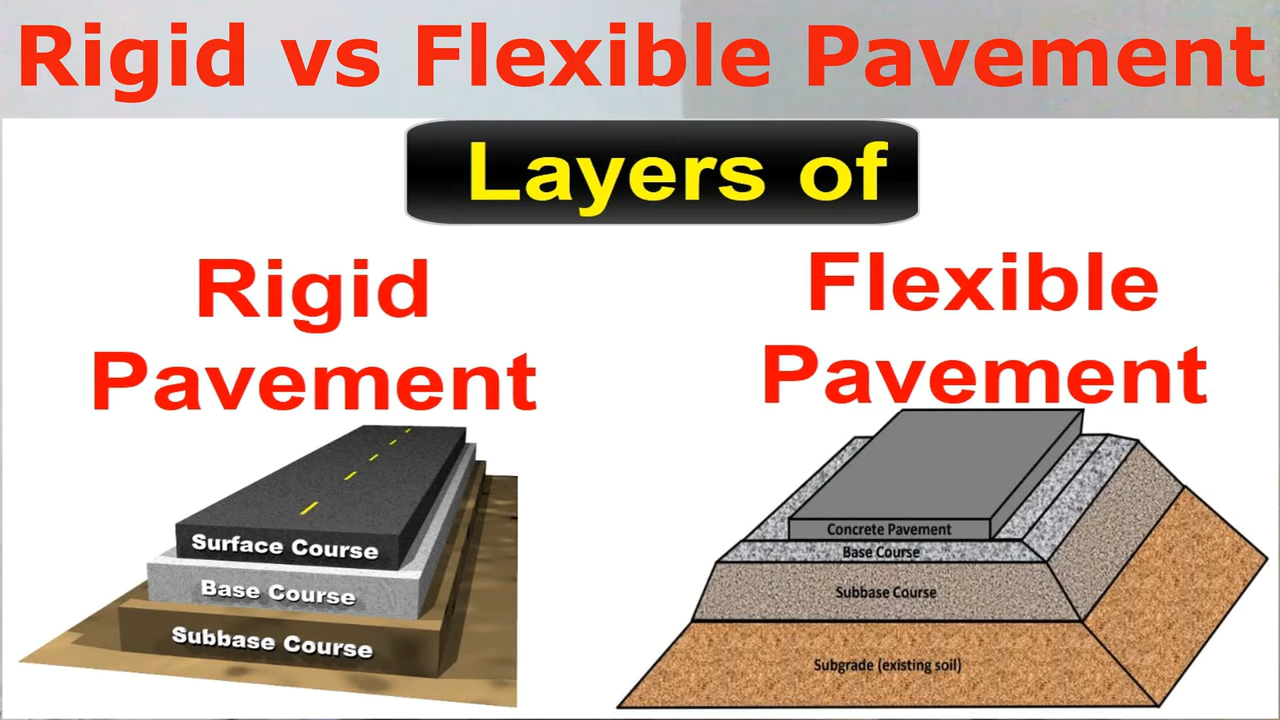 Rigid vs Flexible Pavement
Layers of
Rigid
Pavement
Surface Course
Base Course
Subbase Course
Flexible
Pavement
Concrete Pavement
Base Course
Subbase Course
Subgrade (existing soil)